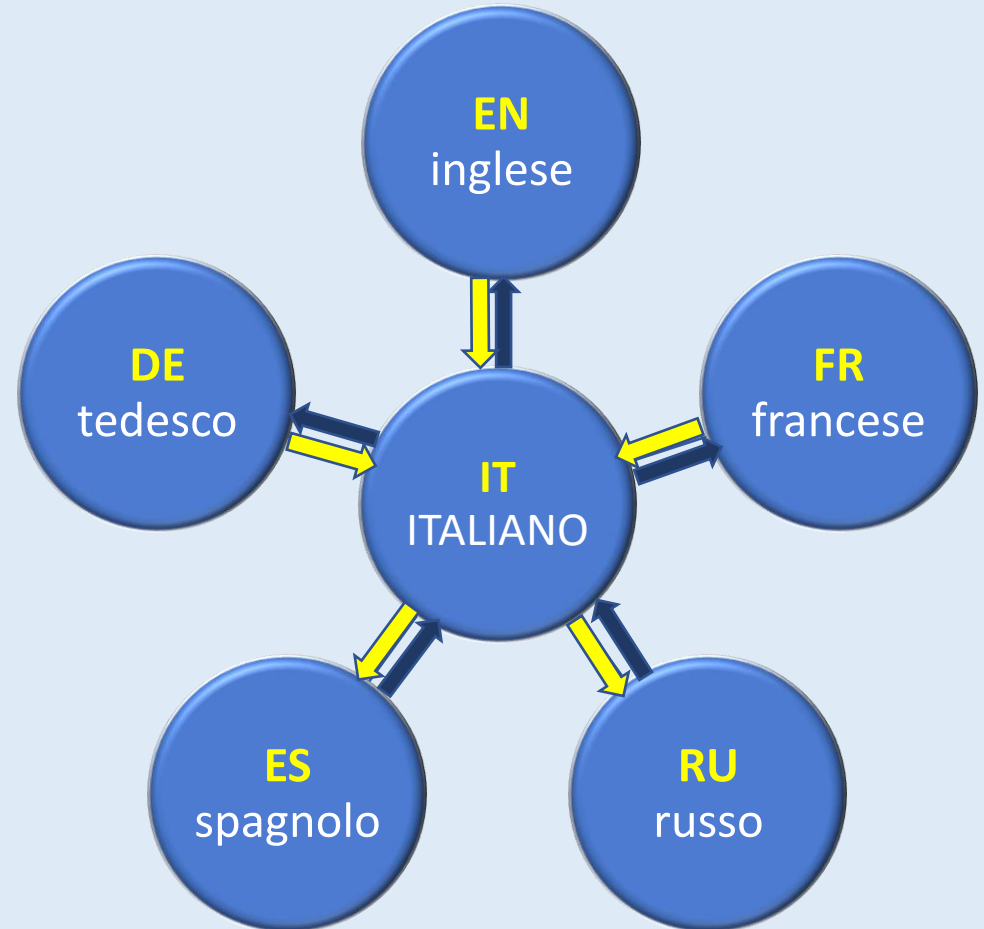 EN
inglese
DE
tedesco
FR
francese
IT
ITALIANO
ES
spagnolo
RU
russo